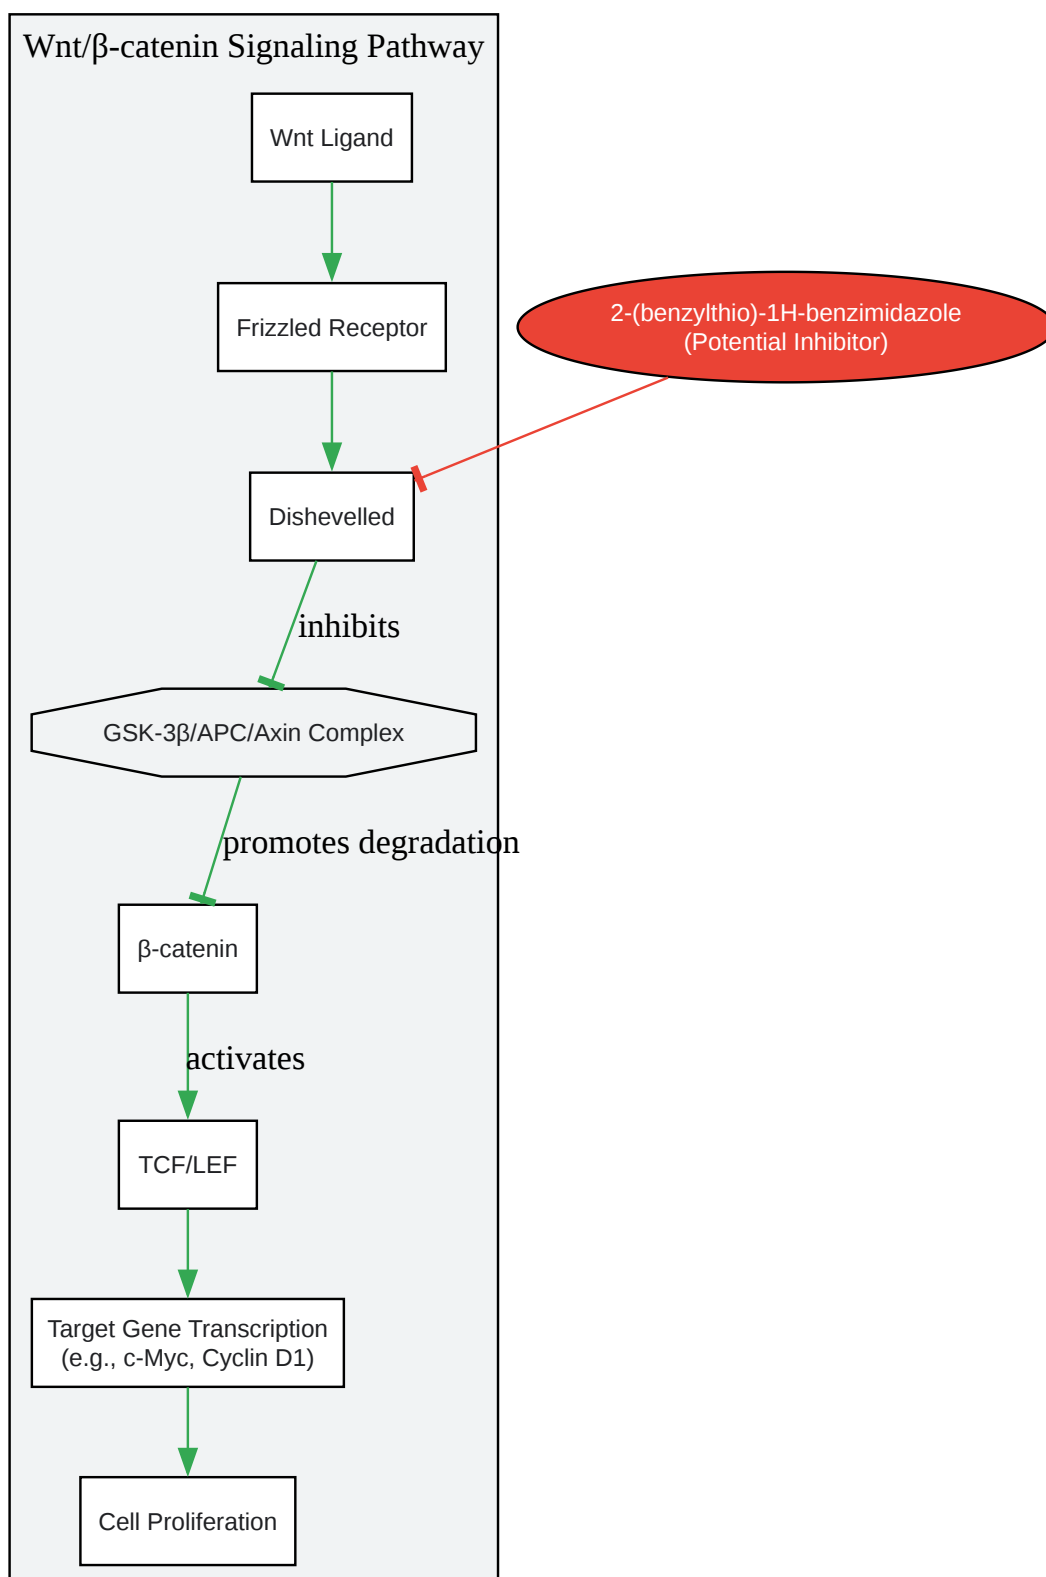 Wnt/β-catenin Signaling Pathway
Wnt Ligand
Frizzled Receptor
2-(benzylthio)-1H-benzimidazole
(Potential Inhibitor)
Dishevelled
inhibits
GSK-3β/APC/Axin Complex
promotes degradation
β-catenin
activates
TCF/LEF
Target Gene Transcription
(e.g., c-Myc, Cyclin D1)
Cell Proliferation